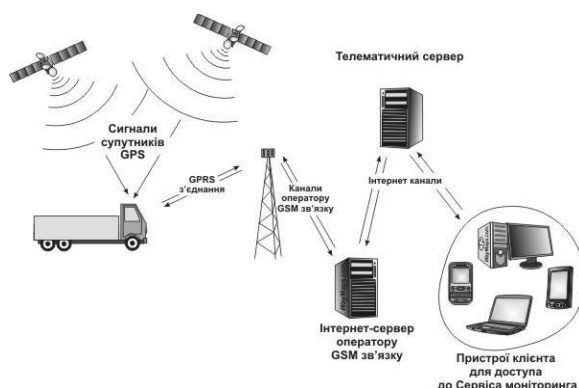 Телематичний сервер
Сигнали
супутників
GPS
GPRS
з'єднання
Канали
оператору
GSM зв'язку
Інтернет канали
Інтернет-сервер
оператору
GSM зв'язку
Пристрої клієнта
для доступа
до Сервіса моніторинга